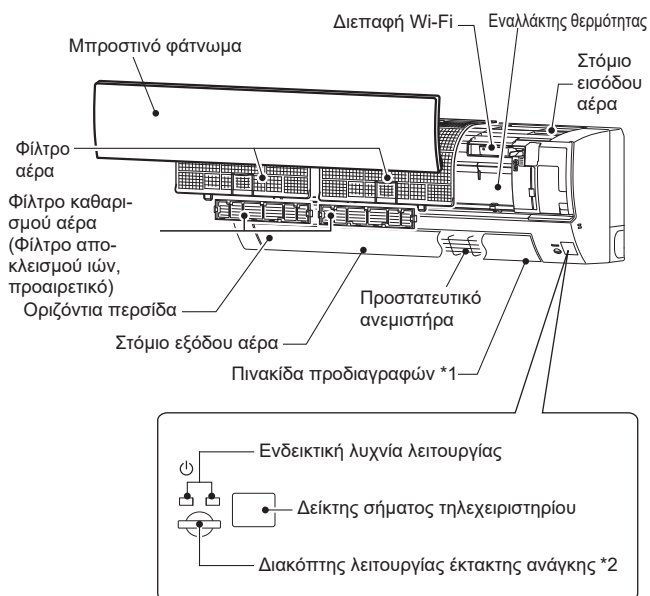 Διεπαφή Wi-Fi
Εναλλάκτης θερμότητας
Μπροστινό φάτνωμα
Στόμιο
εισόδου
αέρα
Φίλτρο
αέρα
Φίλτρο καθαρι-
σμού αέρα
(Φίλτρο απο-
κλεισμού ιών,
προαιρετικό)
Οριζόντια περσίδα
Προστατευτικό
ανεμιστήρα
Στόμιο εξόδου αέρα
Πινακίδα προδιαγραφών *1
Ενδεικτική λυχνία λειτουργίας
Δείκτης σήματος τηλεχειριστηρίου
Διακόπτης λειτουργίας έκτακτης ανάγκης *2